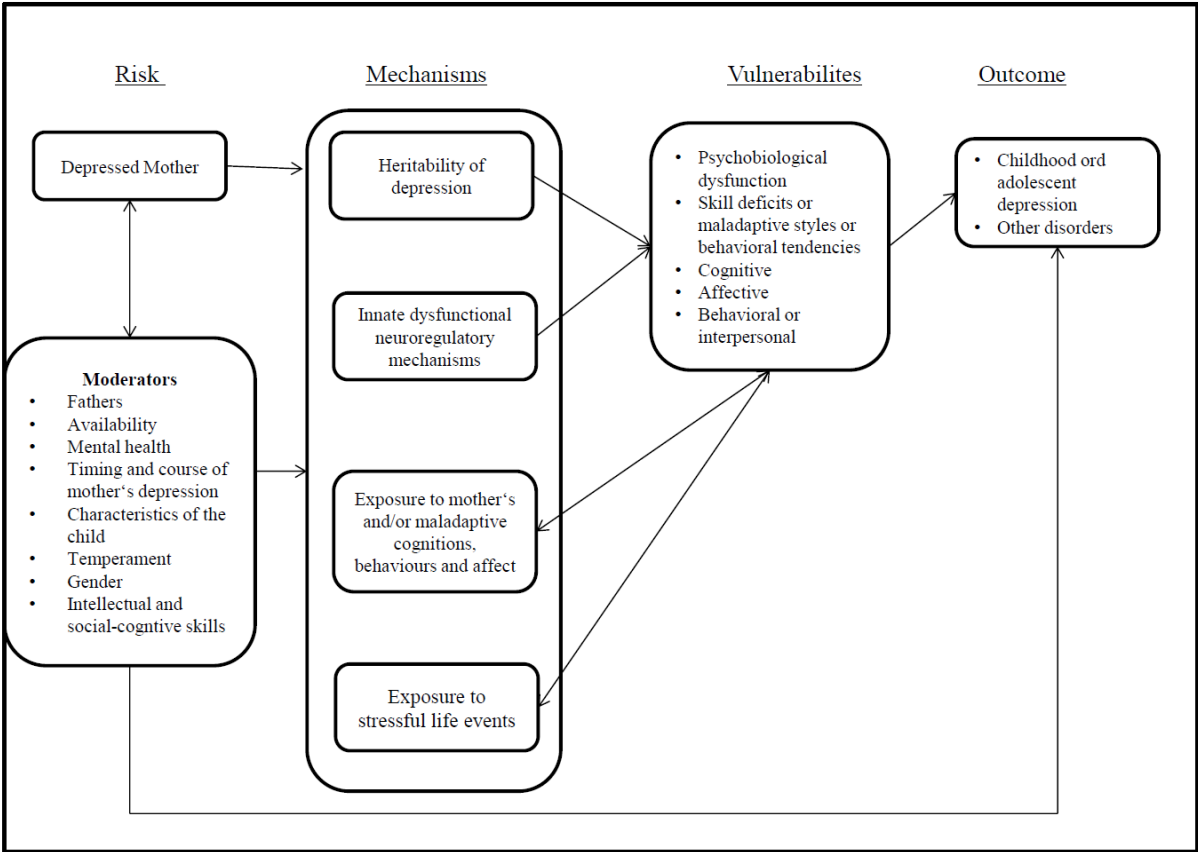 Risk
Mechanisms
Vulnerabilites
Outcome
Depressed Mother
Moderators
• Fathers
• Availability
• Mental health
• Timing and course of
mother‘s depression
• Characteristics of the
child
• Temperament
• Gender
• Intellectual and
social-cogntive skills
Heritability of
depression
Innate dysfunctional
neuroregulatory
mechanisms
Exposure to mother‘s
and/or maladaptive
cognitions,
behaviours and affect
Exposure to
stressful life events
• Psychobiological
dysfunction
• Skill deficits or
maladaptive styles or
behavioral tendencies
• Cognitive
• Affective
• Behavioral or
interpersonal
• Childhood ord
adolescent
depression
• Other disorders